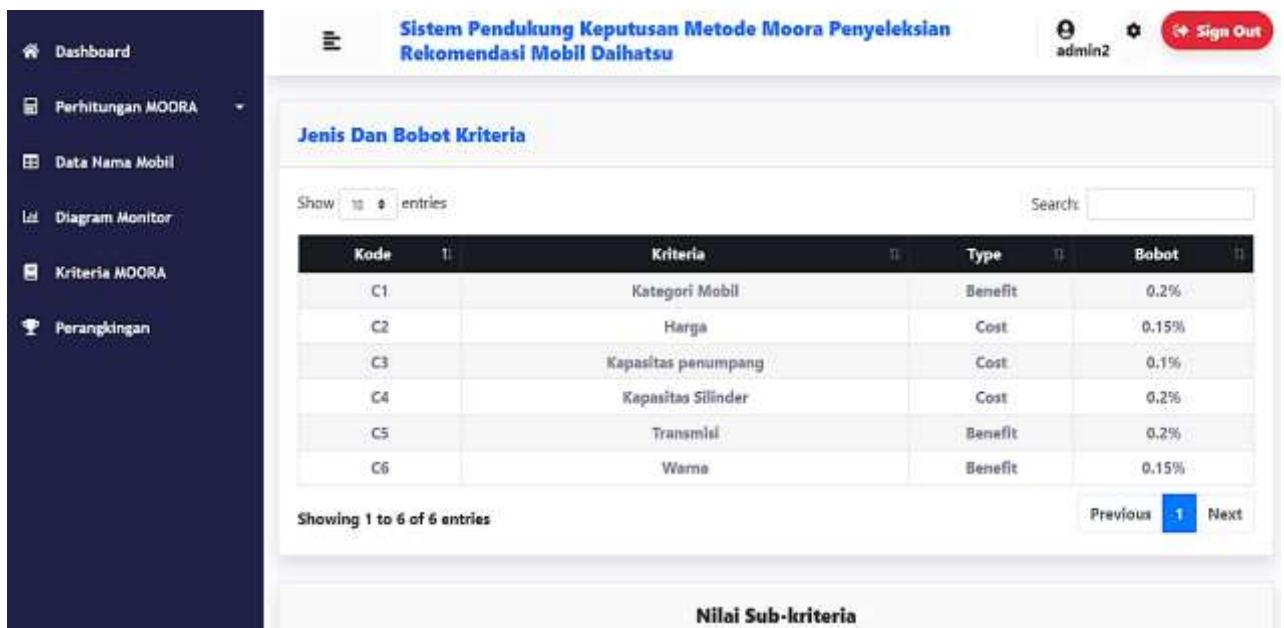 Dashboard
Perhitungan MOORA
Data Nama Mobil
Diagram Monitor
Kriteria MOORA
Perangkingan
Sistem Pendukung Keputusan Metode Moora Penyeleksian
Rekomendasi Mobil Daihatsu
admin2
Sign Out
Jenis Dan Bobot Kriteria
Show 10 entries
Search:
Kode Kriteria Type Bobot
C1 Kategori Mobil Benefit 0.2%
C2 Harga Cost 0.15%
C3 Kapasitas penumpang Cost 0.1%
C4 Kapasitas Silinder Cost 0.2%
C5 Transmisi Benefit 0.2%
C6 Warna Benefit 0.15%
Showing 1 to 6 of 6 entries
Previous 1 Next
Nilai Sub-kriteria